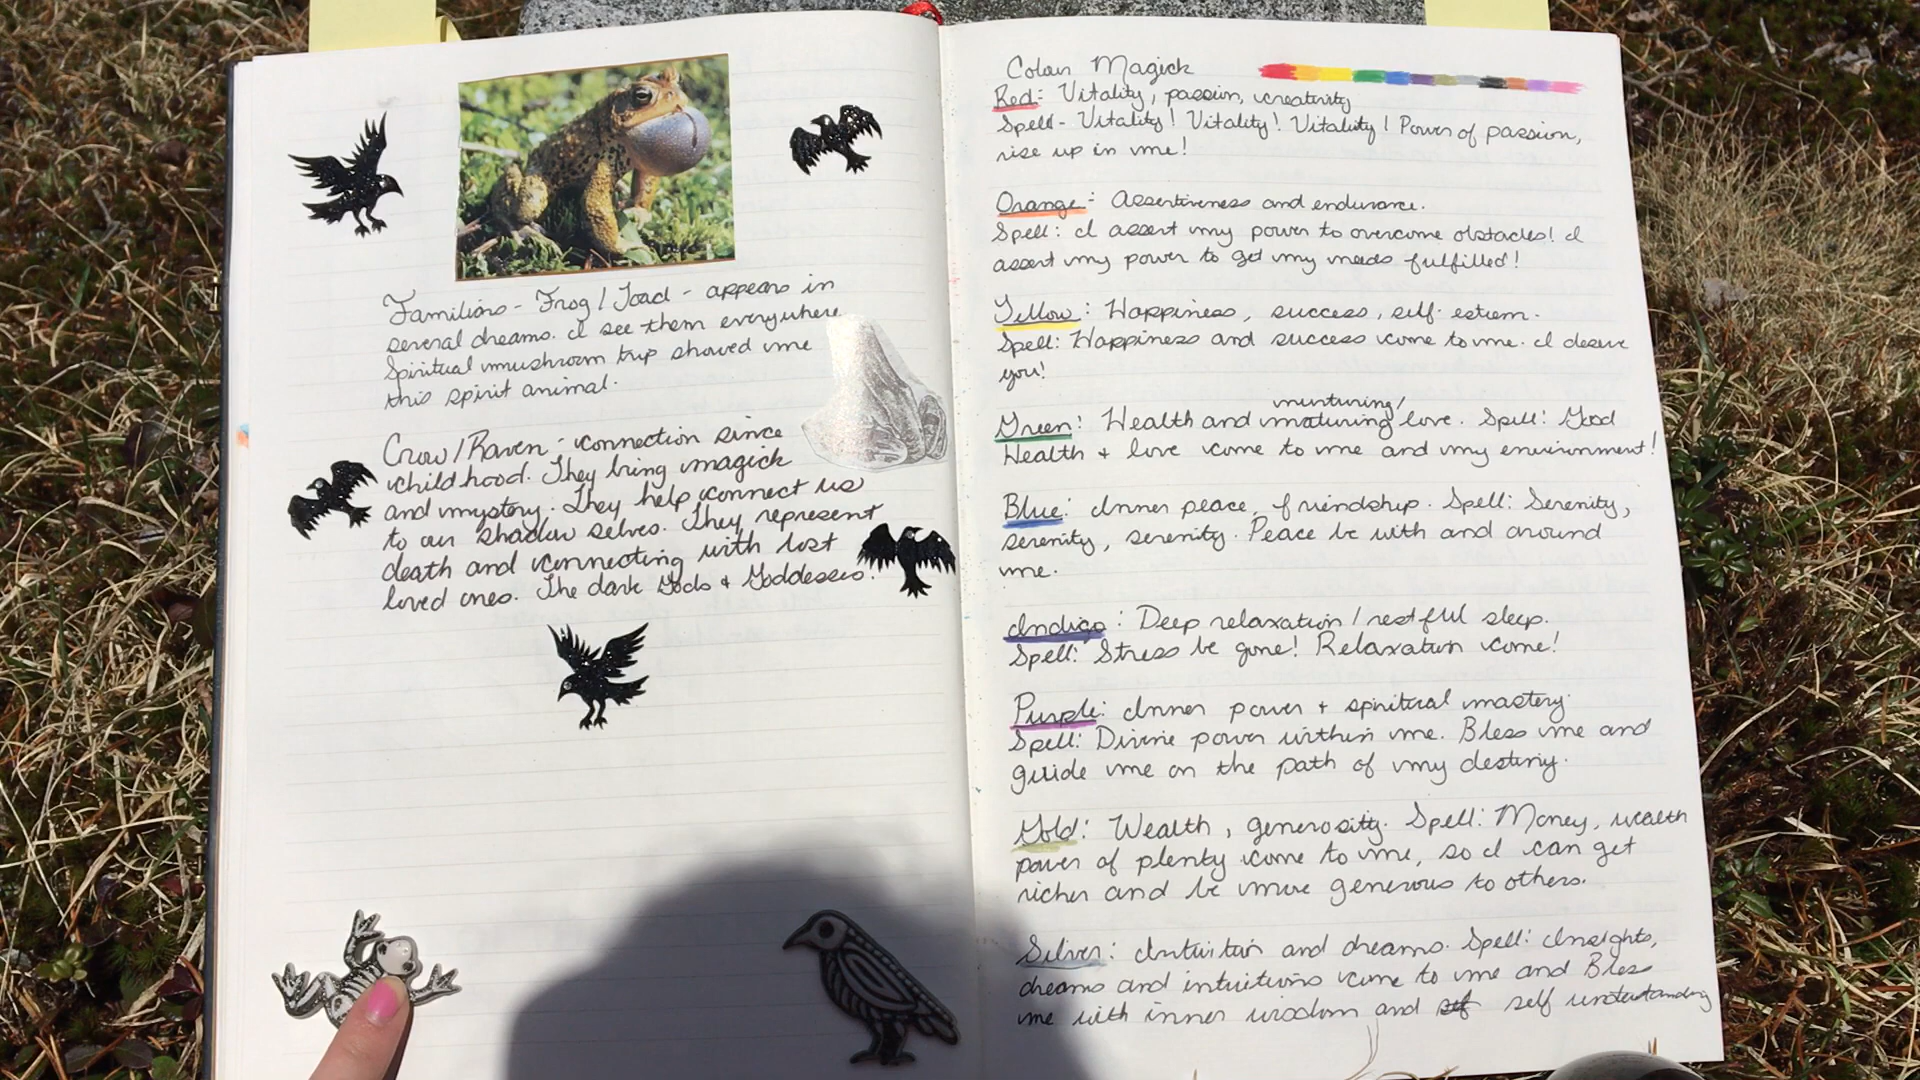 Familiars - Frog / Toad - appears in
several dreams. I see them everywhere
Spiritual mushroom trip showed me
this spirit animal.
Crow / Raven - connection since
childhood. They bring magick
and mystery. They help connect us
to our shadow selves. They represent
death and connecting with lost
loved ones. The dark Gods + Goddesses.
Color Magick
Red: Vitality, passion, creativity
Spell - Vitality! Vitality! Vitality! Power of passion,
rise up in me!
Orange - Assertiveness and endurance.
Spell: I assert my power to overcome obstacles! I
assert my power to get my needs fulfilled!
Yellow: Happiness, success, self-esteem.
Spell: Happiness and success come to me. I deserve
you!
nurturing/
Green: Health and maturing love. Spell: Good
Health + love come to me and my environment!
Blue: Inner peace, friendship. Spell: Serenity,
serenity, serenity. Peace be with and around
me.
Indigo: Deep relaxation / restful sleep.
Spell: Stress be gone! Relaxation come!
Purple: Inner power + spiritual mastery
Spell: Divine power within me. Bless me and
guide me on the path of my destiny.
Gold: Wealth, generosity. Spell: Money, wealth
power of plenty come to me, so I can get
richer and be more generous to others.
Silver: Intuition and dreams. Spell: Insights,
dreams and intuitions come to me and Bless
me with inner wisdom and self understanding